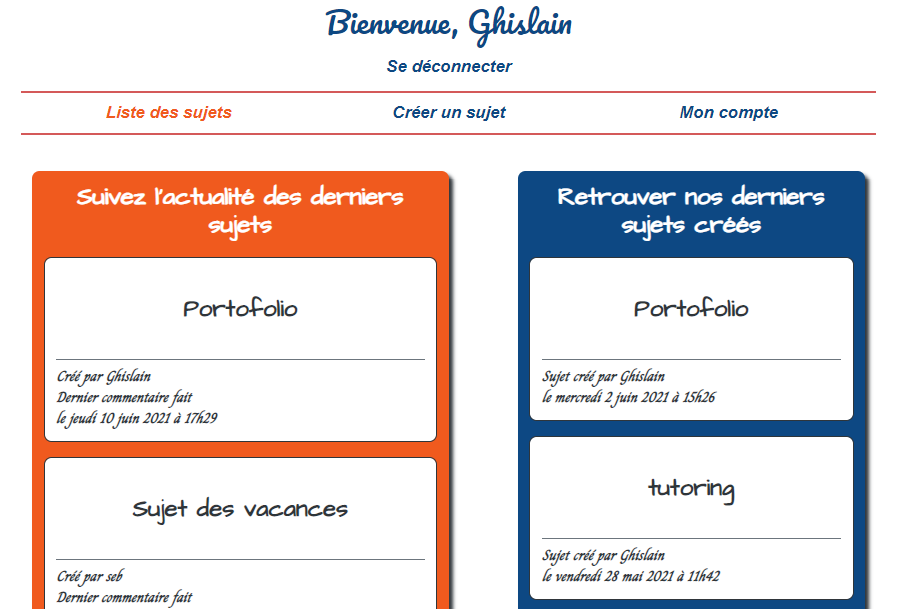 Bienvenue, Ghislain
Se déconnecter
Liste des sujets
Créer un sujet
Mon compte
Suivez l'actualité des derniers
sujets
Portofolio
Créé par Ghislain
Dernier commentaire fait
le jeudi 10 juin 2021 à 17h29
Sujet des vacances
Créé par seb
Dernier commentaire fait
Retrouver nos derniers
sujets créés
Portofolio
Sujet créé par Ghislain
le mercredi 2 juin 2021 à 15h26
tutoring
Sujet créé par Ghislain
le vendredi 28 mai 2021 à 11h42